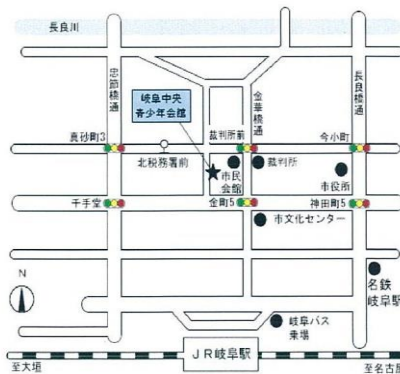 長良川
忠節橋通
金華橋通
長良橋通
岐阜中央
青少年会館
真砂町3
裁判所前
今小町
北税務署前
市民
会館
裁判所
市役所
千手堂
金町5
神田町5
市文化センター
N
名鉄
岐阜駅
岐阜バス
乗場
JR岐阜駅
至大垣
至名古屋